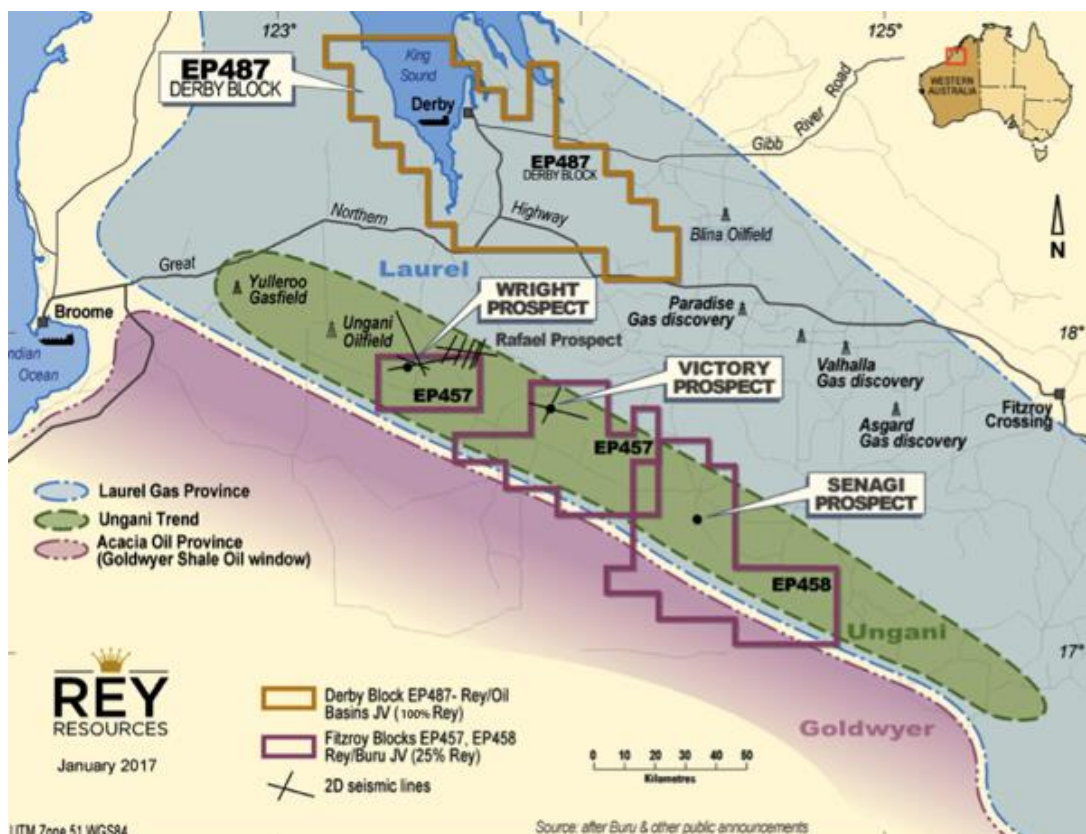 123°
125°
EP487
DERBY BLOCK
King
Sound
Derby
WESTERN
AUSTRALIA
Gibb River Road
EP487
DERBY BLOCK
N
Great Northern Highway
Blina Oilfield
Laurel
Yulleroo
Gasfield
WRIGHT
PROSPECT
Broome
Ungani
Oilfield
Rafael Prospect
Paradise
Gas discovery
18°
Indian
Ocean
VICTORY
PROSPECT
Valhalla
Gas discovery
EP457
Fitzroy
Crossing
Asgard
Gas discovery
EP457
SENAGI
PROSPECT
Laurel Gas Province
Ungani Trend
Acacia Oil Province
(Goldwyer Shale Oil window)
EP458
Ungani
17°
REY
RESOURCES
January 2017
Goldwyer
Derby Block EP487- Rey/Oil
Basins JV (100% Rey)
Fitzroy Blocks EP457, EP458
Rey/Buru JV (25% Rey)
2D seismic lines
0 10 20 30 40 50
Kilometres
UTM Zone 51 WGS84
Source: after Buru & other public announcements